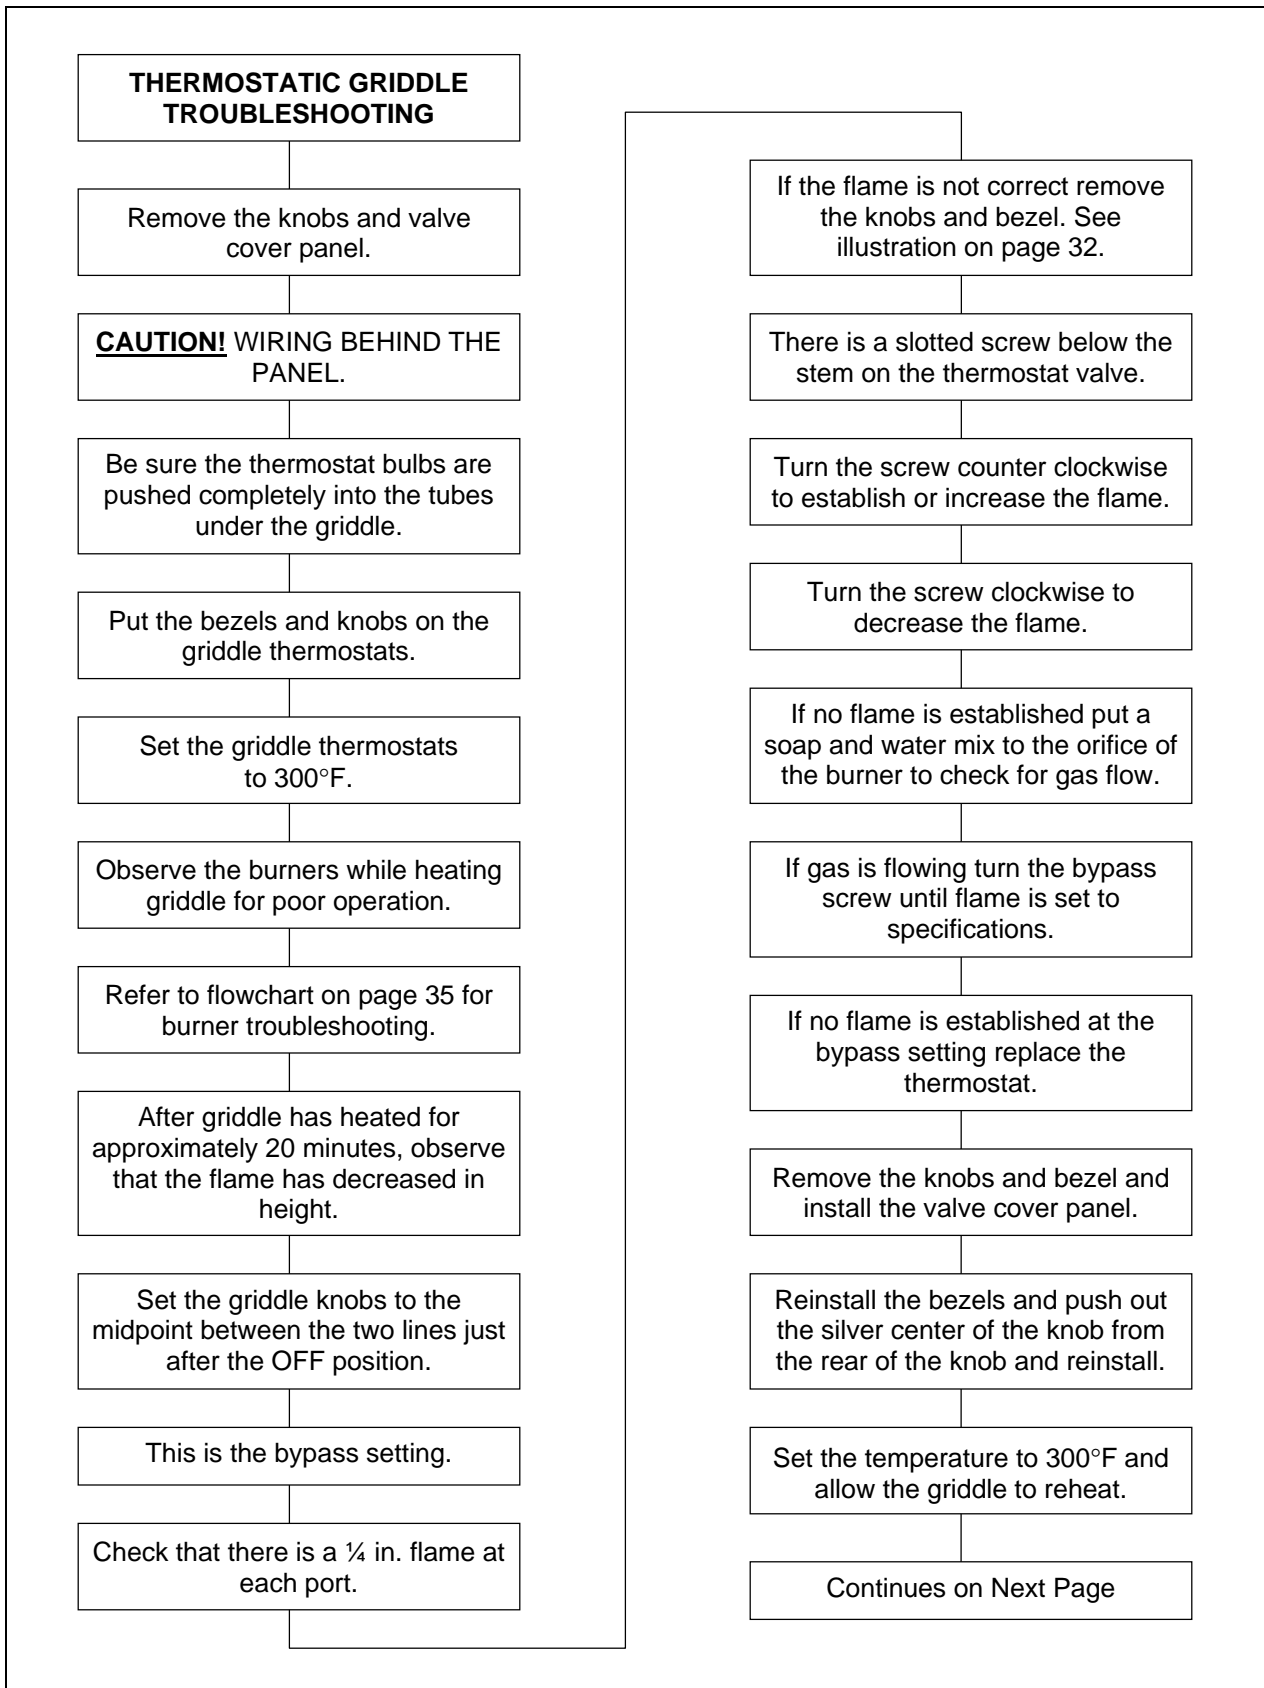 THERMOSTATIC GRIDDLE
TROUBLESHOOTING
Remove the knobs and valve
cover panel.
CAUTION! WIRING BEHIND THE
PANEL.
Be sure the thermostat bulbs are
pushed completely into the tubes
under the griddle.
Put the bezels and knobs on the
griddle thermostats.
Set the griddle thermostats
to 300°F.
Observe the burners while heating
griddle for poor operation.
Refer to flowchart on page 35 for
burner troubleshooting.
After griddle has heated for
approximately 20 minutes, observe
that the flame has decreased in
height.
Set the griddle knobs to the
midpoint between the two lines just
after the OFF position.
This is the bypass setting.
Check that there is a ¼ in. flame at
each port.
If the flame is not correct remove
the knobs and bezel. See
illustration on page 32.
There is a slotted screw below the
stem on the thermostat valve.
Turn the screw counter clockwise
to establish or increase the flame.
Turn the screw clockwise to
decrease the flame.
If no flame is established put a
soap and water mix to the orifice of
the burner to check for gas flow.
If gas is flowing turn the bypass
screw until flame is set to
specifications.
If no flame is established at the
bypass setting replace the
thermostat.
Remove the knobs and bezel and
install the valve cover panel.
Reinstall the bezels and push out
the silver center of the knob from
the rear of the knob and reinstall.
Set the temperature to 300°F and
allow the griddle to reheat.
Continues on Next Page